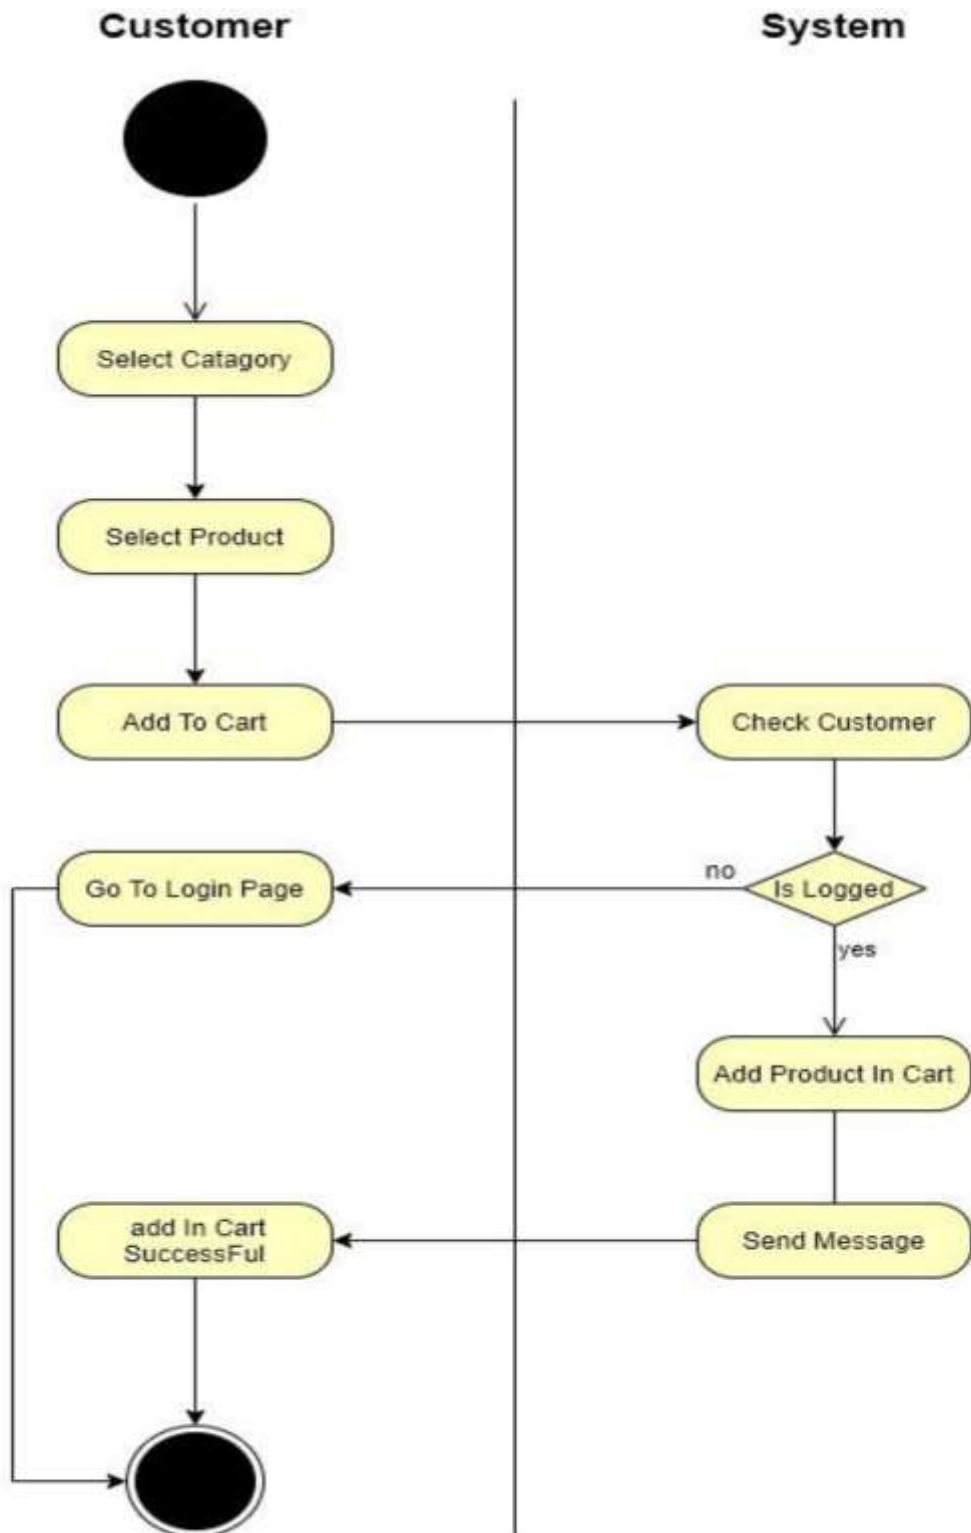 Customer
System
Select Catagory
Select Product
Add To Cart
Check Customer
Go To Login Page
no
Is Logged
yes
Add Product In Cart
add In Cart
SuccessFul
Send Message